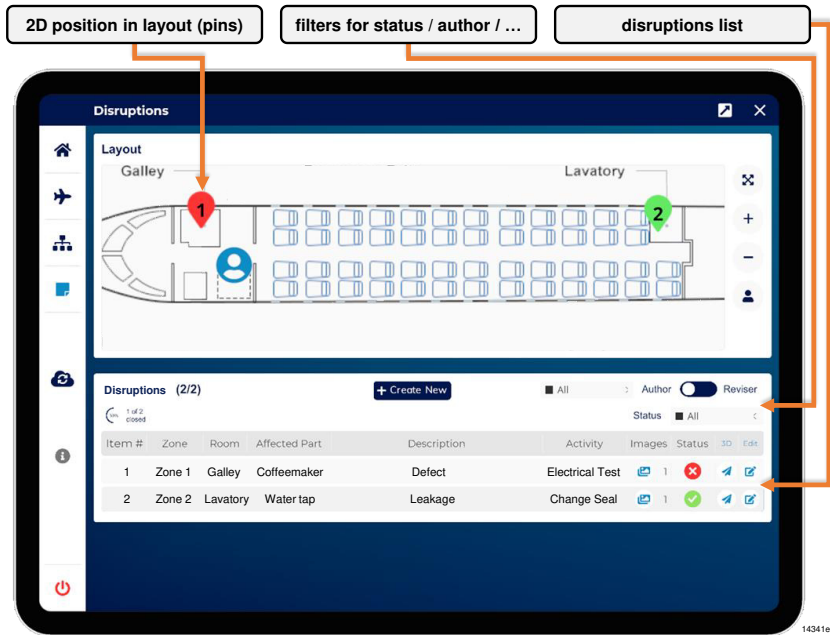 2D position in layout (pins)
filters for status / author / …
disruptions list
Disruptions
Layout
Galley
Lavatory
1
2
Disruptions (2/2)
+ Create New
All
Author
Reviser
50%
1 of 2
closed
Status
All
Item # Zone Room Affected Part Description Activity Images Status 3D Edit
1 Zone 1 Galley Coffeemaker Defect Electrical Test 1
2 Zone 2 Lavatory Water tap Leakage Change Seal 1
14341e